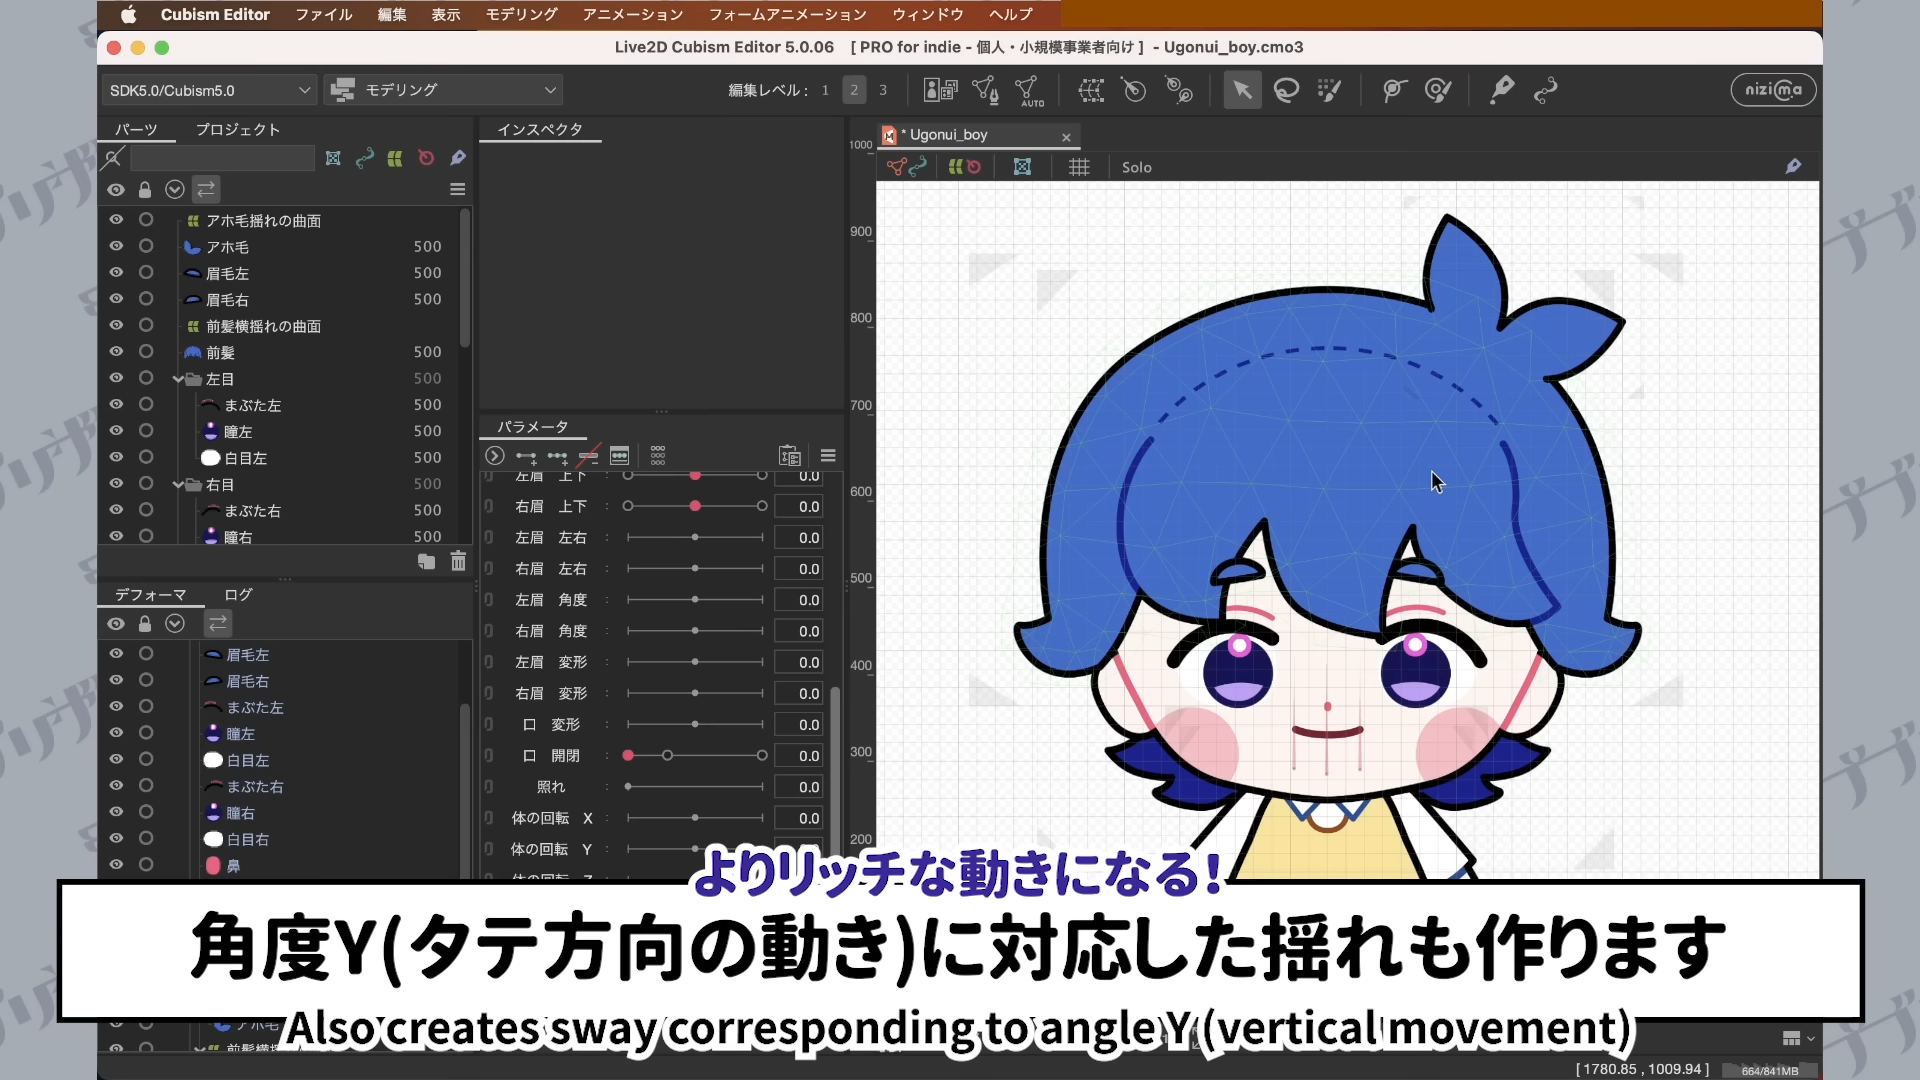 Cubism Editor ファイル 編集 表示 モデリング アニメーション フォームアニメーション ウィンドウ ヘルプ
Live2D Cubism Editor 5.0.06 [ PRO for indie - 個人・小規模事業者向け ] - Ugonui_boy.cmo3
SDK5.0/Cubism5.0
モデリング
編集レベル : 1 2 3
AUTO
nizima
パーツ プロジェクト
アホ毛揺れの曲面
アホ毛 500
眉毛左 500
眉毛右 500
前髪横揺れの曲面
前髪 500
左目 500
まぶた左 500
瞳左 500
白目左 500
右目 500
まぶた右 500
瞳右 500
デフォーマ ログ
眉毛左
眉毛右
まぶた左
瞳左
白目左
まぶた右
瞳右
白目右
鼻
インスペクタ
パラメータ
左眉 上下 : 0.0
右眉 上下 : 0.0
左眉 左右 : 0.0
右眉 左右 : 0.0
左眉 角度 : 0.0
右眉 角度 : 0.0
左眉 変形 : 0.0
右眉 変形 : 0.0
口 変形 : 0.0
口 開閉 : 0.0
照れ : 0.0
体の回転 X : 0.0
体の回転 Y :
* Ugonui_boy
Solo
1000
900
800
700
600
500
400
300
200
よりリッチな動きになる!
角度Y(タテ方向の動き)に対応した揺れも作ります
Also creates sway corresponding to angle Y (vertical movement)
[ 1780.85 , 1009.94 ]
664/841MB